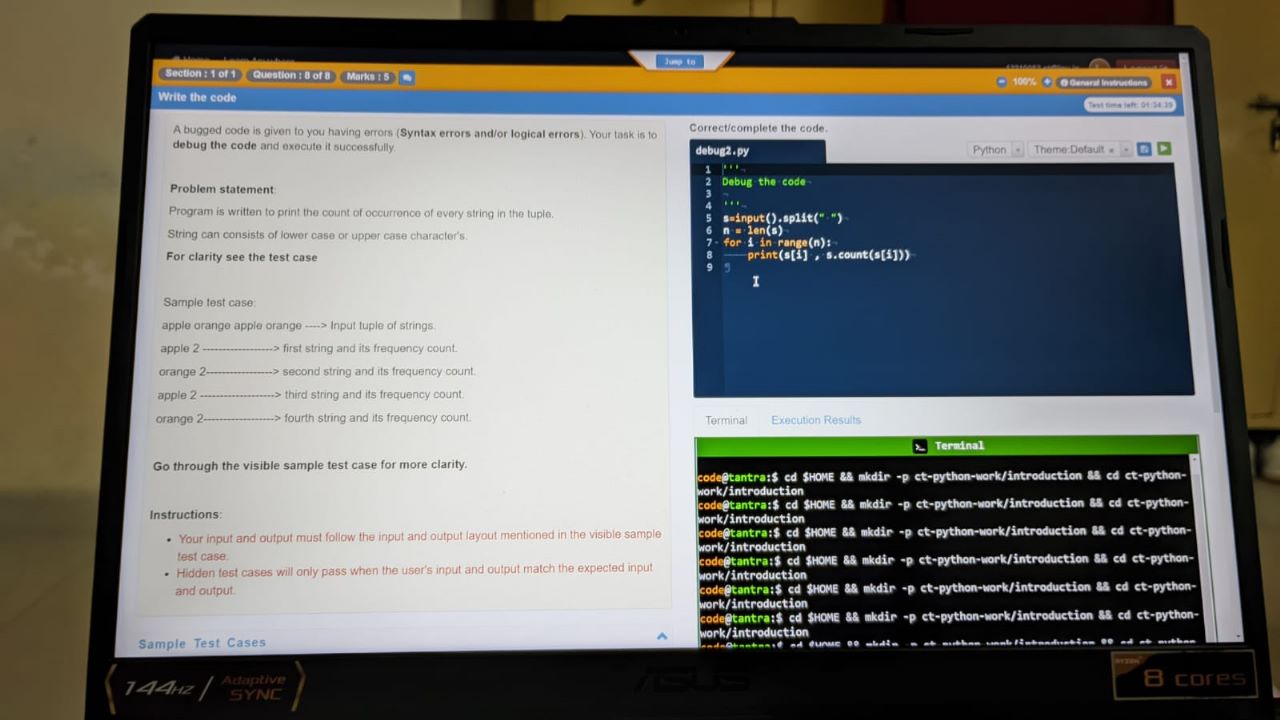 Jump to
Section : 1 of 1 Question : 8 of 8 Marks : 5
100% General Instructions
Write the code
Test time left: 01:34:39
A bugged code is given to you having errors (Syntax errors and/or logical errors). Your task is to
debug the code and execute it successfully.
Problem statement:
Program is written to print the count of occurrence of every string in the tuple.
String can consists of lower case or upper case character's.
For clarity see the test case
Sample test case:
apple orange apple orange ----> Input tuple of strings.
apple 2 -----------------> first string and its frequency count.
orange 2----------------> second string and its frequency count.
apple 2 ------------------> third string and its frequency count.
orange 2-----------------> fourth string and its frequency count.
Go through the visible sample test case for more clarity.
Instructions:
• Your input and output must follow the input and output layout mentioned in the visible sample
test case.
• Hidden test cases will only pass when the user's input and output match the expected input
and output.
Sample Test Cases
Correct/complete the code.
debug2.py
Python Theme:Default
1 '''
2 Debug the code
3
4 '''
5 s=input().split(" ")
6 n = len(s)
7 for i in range(n):
8 print(s[i] , s.count(s[i]))
9
Terminal Execution Results
Terminal
code@tantra:$ cd $HOME && mkdir -p ct-python-work/introduction && cd ct-python-
work/introduction
code@tantra:$ cd $HOME && mkdir -p ct-python-work/introduction && cd ct-python-
work/introduction
code@tantra:$ cd $HOME && mkdir -p ct-python-work/introduction && cd ct-python-
work/introduction
code@tantra:$ cd $HOME && mkdir -p ct-python-work/introduction && cd ct-python-
work/introduction
code@tantra:$ cd $HOME && mkdir -p ct-python-work/introduction && cd ct-python-
work/introduction
code@tantra:$ cd $HOME && mkdir -p ct-python-work/introduction && cd ct-python-
work/introduction
144Hz / Adaptive
SYNC
ASUS
RYZEN
8 cores